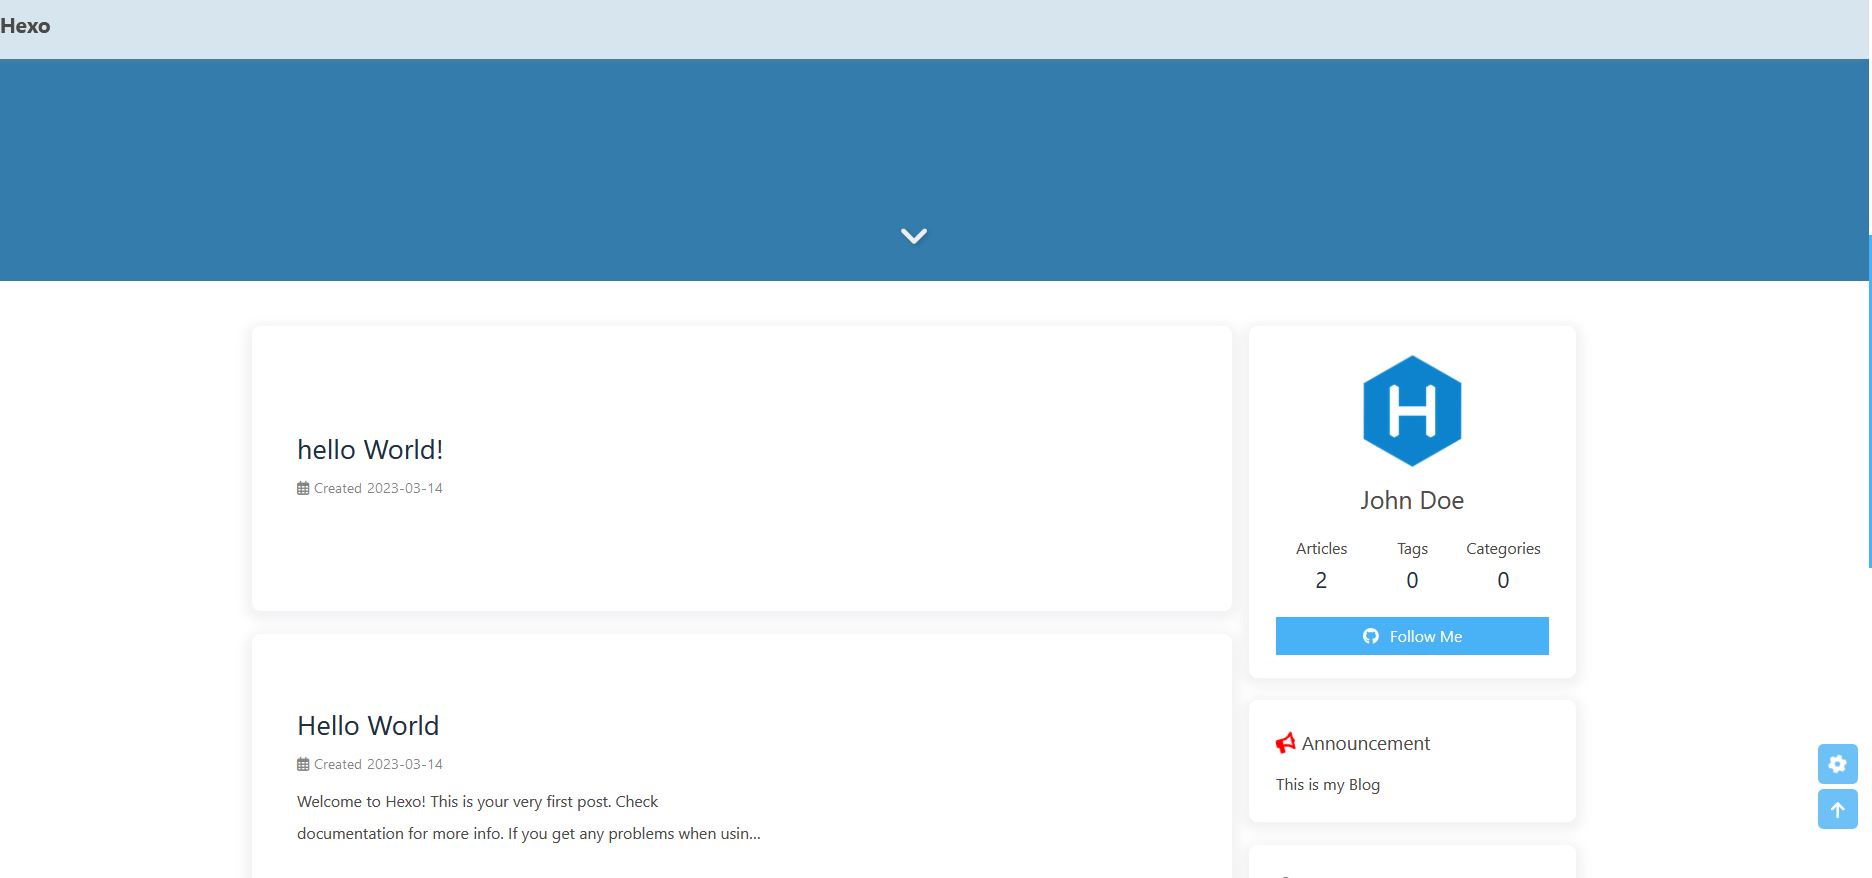 Hexo
hello World!
Created 2023-03-14
Hello World
Created 2023-03-14
Welcome to Hexo! This is your very first post. Check
documentation for more info. If you get any problems when usin...
H
John Doe
Articles Tags Categories
2 0 0
Follow Me
Announcement
This is my Blog